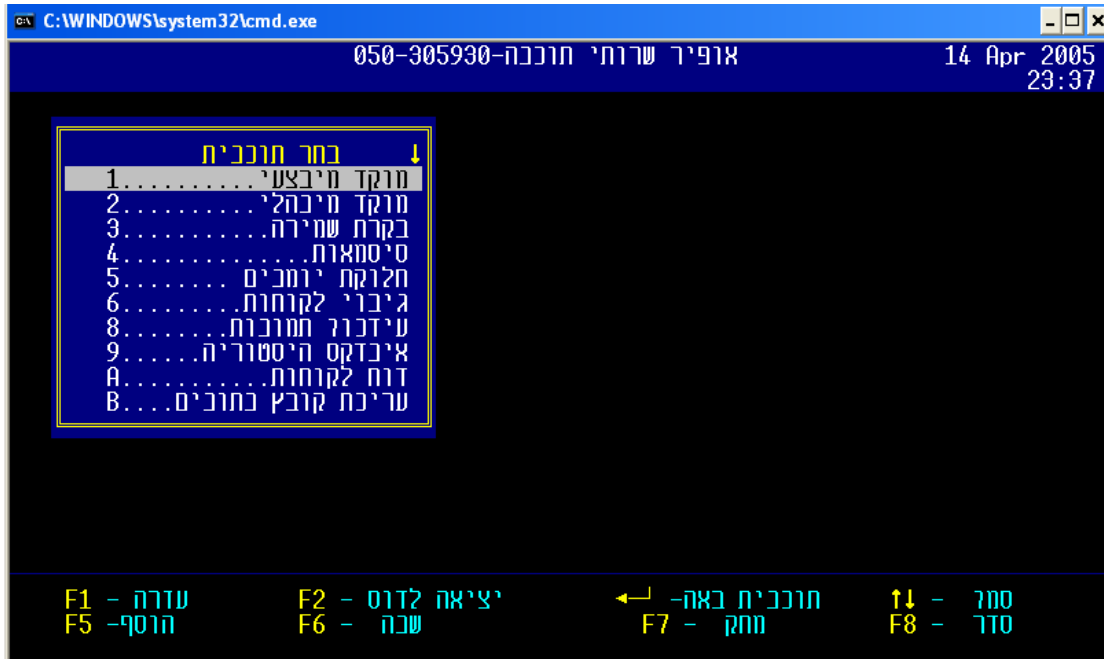 C:\WINDOWS\system32\cmd.exe
אופיר שרותי תוכנה-050-305930 14 Apr 2005
23:37
בחר תוכנית ↓
מוקד מיבצעי..........1
מוקד מינהלי..........2
בקרת שמירה...........3
סיסמאות..............4
חלוקת יומנים ........5
גיבוי לקוחות.........6
עידכון תמונות........8
אינדקס היסטוריה......9
דוח לקוחות...........A
עריכת קובץ נתונים....B
F1 - עזרה F2 - יציאה לדוס תוכנית באה- ↑↓ - סמן
F5 -הוסף F6 - שנה F7 - מחק F8 - סדר